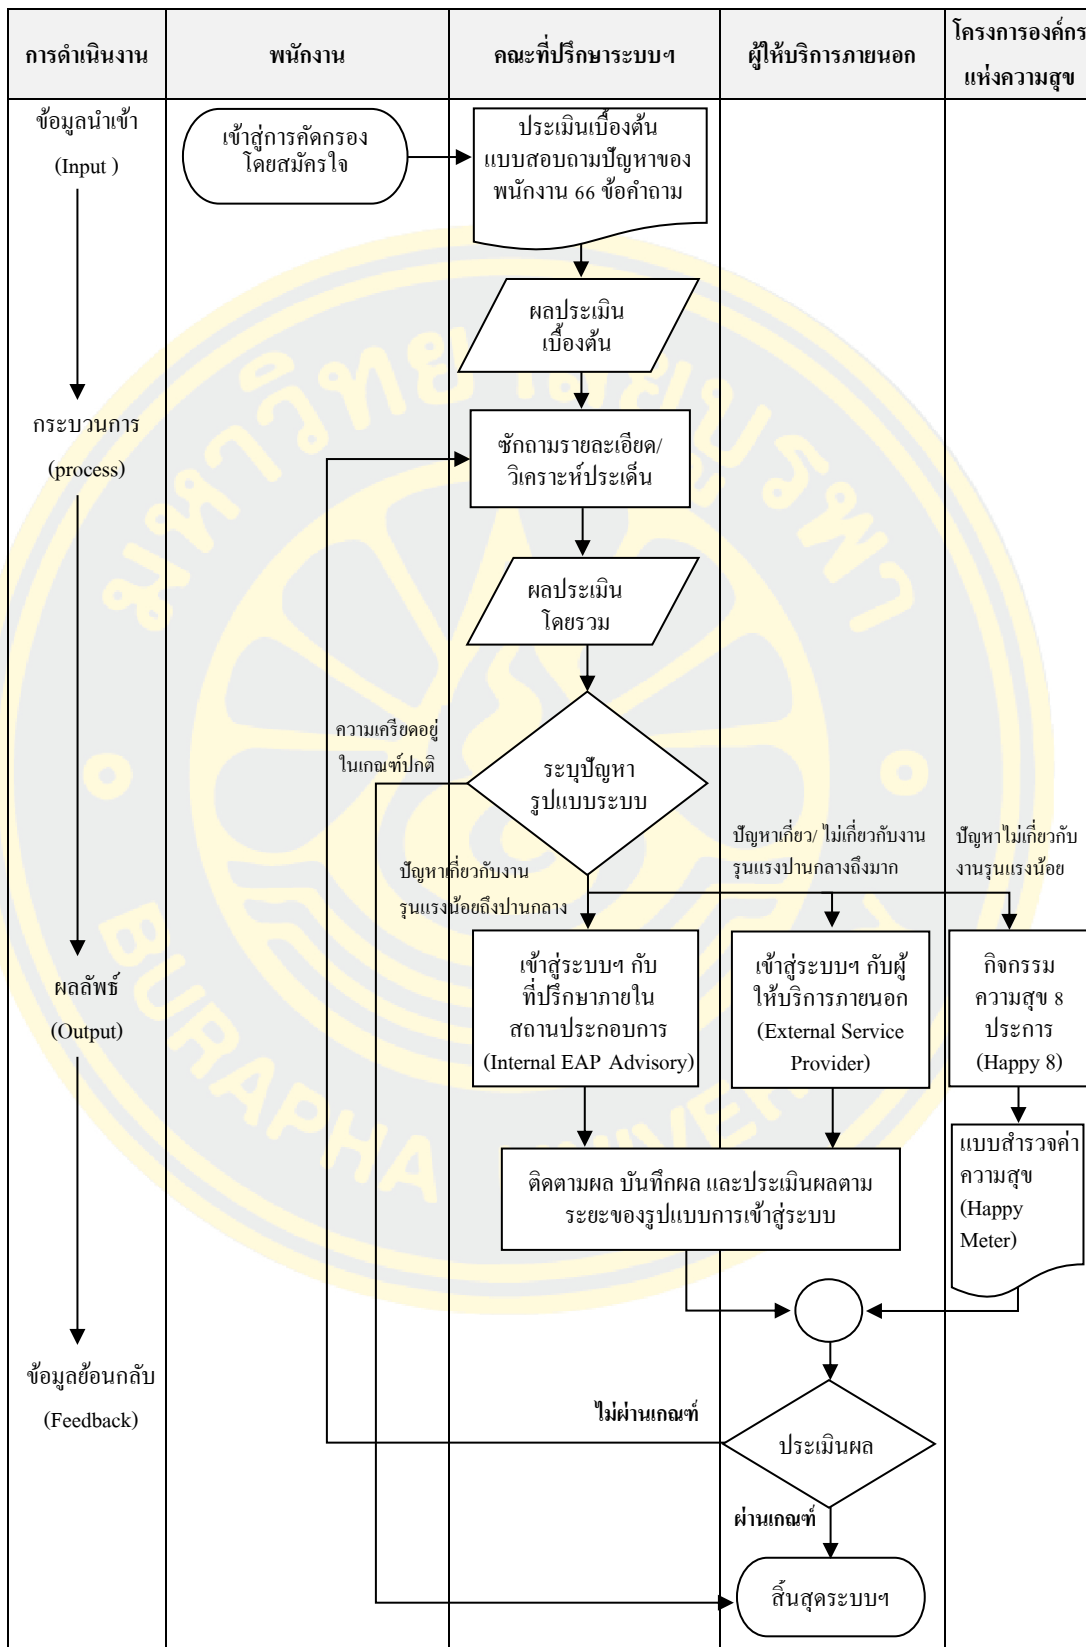 การดำเนินงาน
พนักงาน
คณะที่ปรึกษาระบบฯ
ผู้ให้บริการภายนอก
โครงการองค์กร
แห่งความสุข
ข้อมูลนำเข้า
(Input )
เข้าสู่การคัดกรอง
โดยสมัครใจ
ประเมินเบื้องต้น
แบบสอบถามปัญหาของ
พนักงาน 66 ข้อคำถาม
ผลประเมิน
เบื้องต้น
กระบวนการ
(process)
ซักถามรายละเอียด/
วิเคราะห์ประเด็น
ผลประเมิน
โดยรวม
ความเครียดอยู่
ในเกณฑ์ปกติ
ระบุปัญหา
รูปแบบระบบ
ปัญหาเกี่ยวกับงาน
รุนแรงน้อยถึงปานกลาง
ปัญหาเกี่ยว/ ไม่เกี่ยวกับงาน
รุนแรงปานกลางถึงมาก
ปัญหาไม่เกี่ยวกับ
งานรุนแรงน้อย
ผลลัพธ์
(Output)
เข้าสู่ระบบฯ กับ
ที่ปรึกษาภายใน
สถานประกอบการ
(Internal EAP Advisory)
เข้าสู่ระบบฯ กับผู้
ให้บริการภายนอก
(External Service
Provider)
กิจกรรม
ความสุข 8
ประการ
(Happy 8)
ติดตามผล บันทึกผล และประเมินผลตาม
ระยะของรูปแบบการเข้าสู่ระบบ
แบบสำรวจค่า
ความสุข
(Happy
Meter)
ข้อมูลย้อนกลับ
(Feedback)
ไม่ผ่านเกณฑ์
ประเมินผล
ผ่านเกณฑ์
สิ้นสุดระบบฯ
มหาวิทยาลัยบูรพา
BURAPHA UNIVERSITY